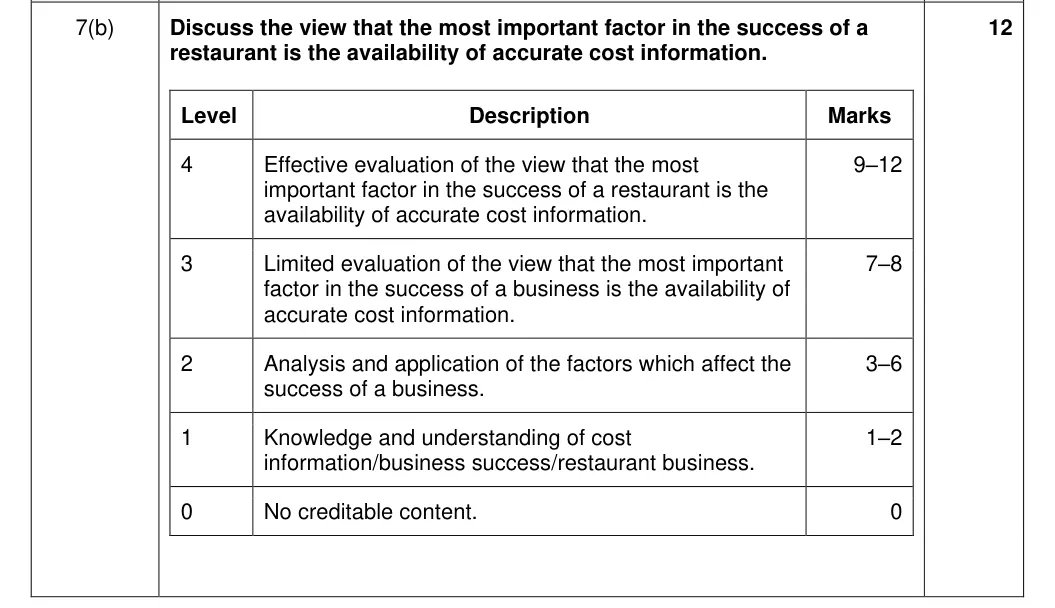 7(b)
Discuss the view that the most important factor in the success of a
restaurant is the availability of accurate cost information.
12
Level Description Marks
4 Effective evaluation of the view that the most 9–12
important factor in the success of a restaurant is the
availability of accurate cost information.
3 Limited evaluation of the view that the most important 7–8
factor in the success of a business is the availability of
accurate cost information.
2 Analysis and application of the factors which affect the 3–6
success of a business.
1 Knowledge and understanding of cost 1–2
information/business success/restaurant business.
0 No creditable content. 0